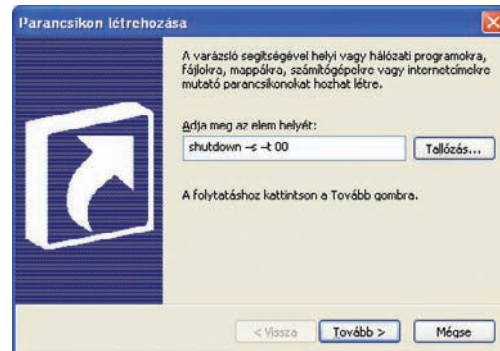 Parancsikon létrehozása
A varázsló segítségével helyi vagy hálózati programokra,
fájlokra, mappákra, számítógépekre vagy internetcímekre
mutató parancsikonokat hozhat létre.
Adja meg az elem helyét:
shutdown –s –t 00
Tallózás...
A folytatáshoz kattintson a Tovább gombra.
< Vissza
Tovább >
Mégse